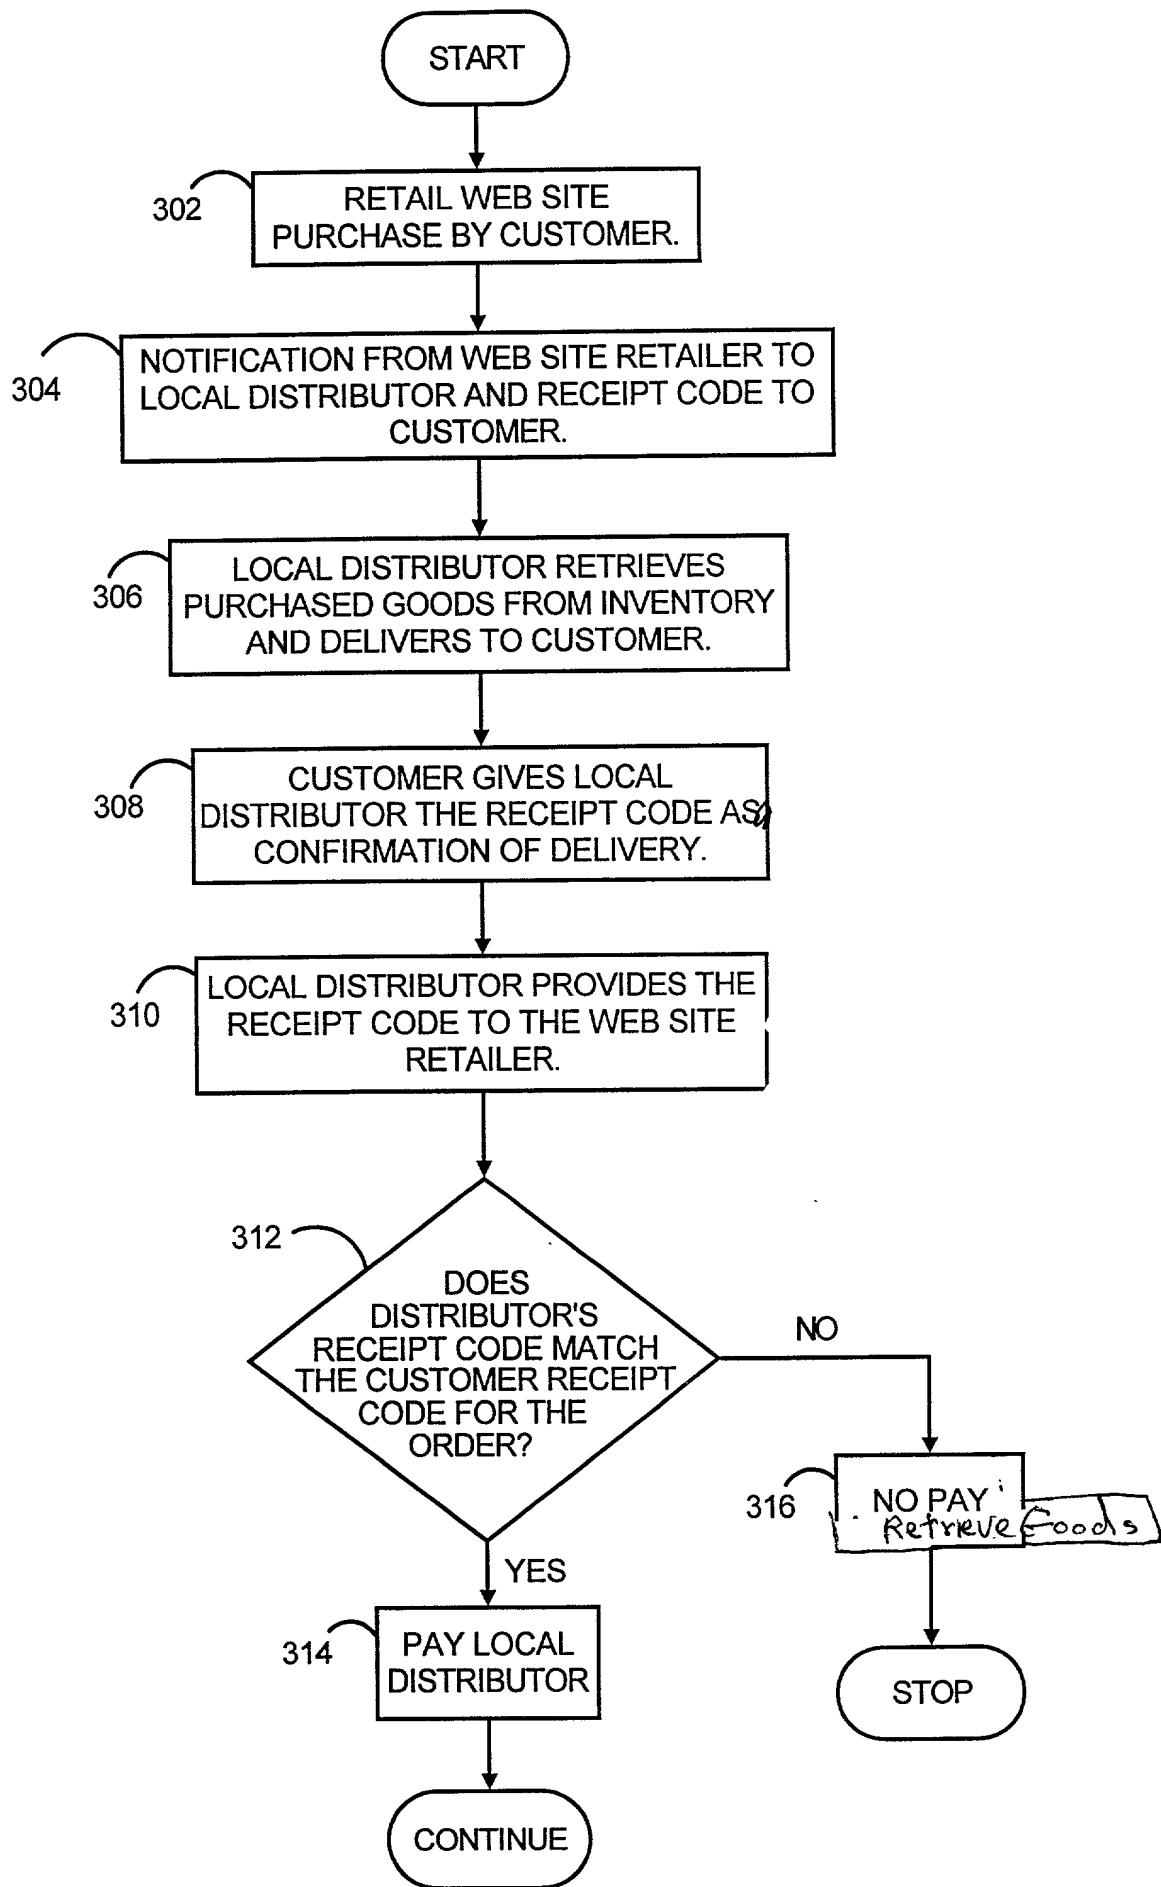 START
302
RETAIL WEB SITE
PURCHASE BY CUSTOMER.
304
NOTIFICATION FROM WEB SITE RETAILER TO
LOCAL DISTRIBUTOR AND RECEIPT CODE TO
CUSTOMER.
306
LOCAL DISTRIBUTOR RETRIEVES
PURCHASED GOODS FROM INVENTORY
AND DELIVERS TO CUSTOMER.
308
CUSTOMER GIVES LOCAL
DISTRIBUTOR THE RECEIPT CODE AS
CONFIRMATION OF DELIVERY.
310
LOCAL DISTRIBUTOR PROVIDES THE
RECEIPT CODE TO THE WEB SITE
RETAILER.
312
DOES
DISTRIBUTOR'S
RECEIPT CODE MATCH
THE CUSTOMER RECEIPT
CODE FOR THE
ORDER?
NO
316
NO PAY
Retrieve Goods
STOP
YES
314
PAY LOCAL
DISTRIBUTOR
CONTINUE